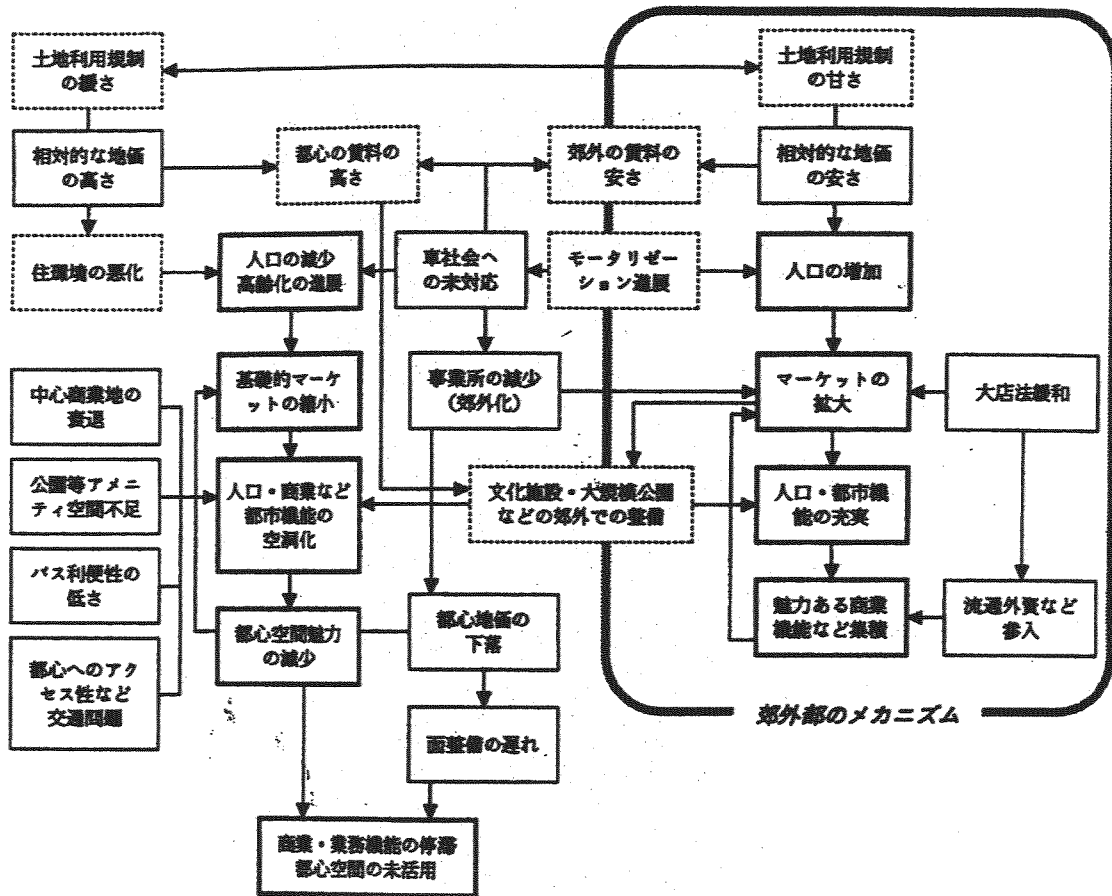 土地利用規制
の緩さ
土地利用規制
の甘さ
相対的な地価
の高さ
都心の賃料の
高さ
郊外の賃料の
安さ
相対的な地価
の安さ
住環境の悪化
人口の減少
高齢化の進展
車社会へ
の未対応
モータリゼー
ション進展
人口の増加
中心商業地の
衰退
基礎的マーケ
ットの縮小
事業所の減少
（郊外化）
マーケットの
拡大
大店法緩和
公園等アメニ
ティ空間不足
人口・商業など
都市機能の
空洞化
文化施設・大規模公園
などの郊外での整備
人口・都市機
能の充実
バス利便性の
低さ
都心空間魅力
の減少
都心地価の
下落
魅力ある商業
機能など集積
流通外資など
参入
都心へのアク
セス性など
交通問題
郊外部のメカニズム
面整備の遅れ
商業・業務機能の停滞
都心空間の未活用